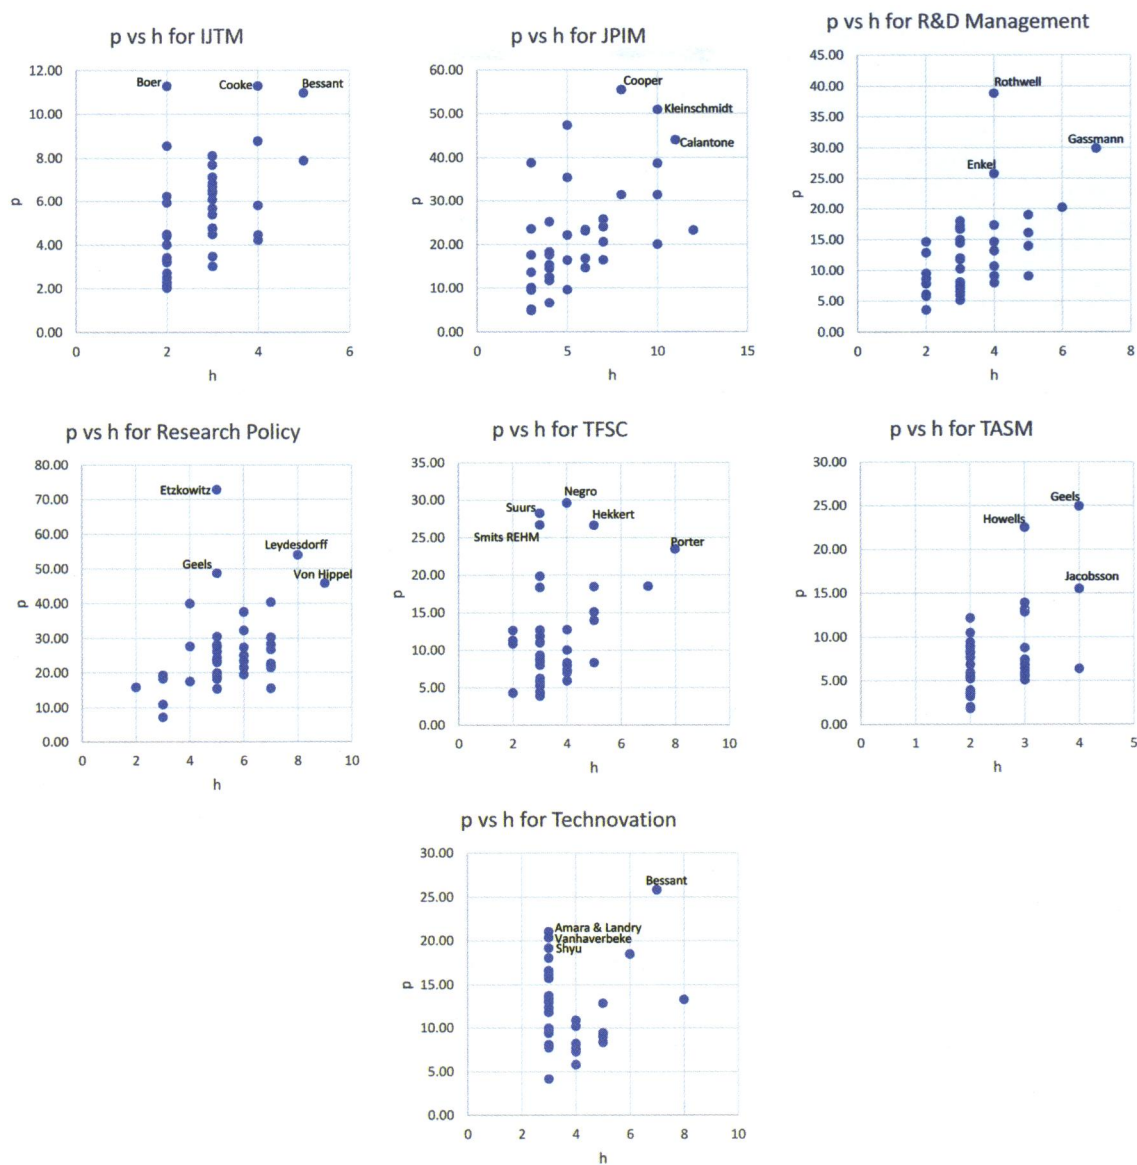 p vs h for IJTM
12.00
10.00
8.00
6.00
4.00
2.00
0.00
p
0 2 4 6
h
Boer
Cooke
Bessant
p vs h for JPIM
60.00
50.00
40.00
30.00
20.00
10.00
0.00
p
0 5 10 15
h
Cooper
Kleinschmidt
Calantone
p vs h for R&D Management
45.00
40.00
35.00
30.00
25.00
20.00
15.00
10.00
5.00
0.00
p
0 2 4 6 8
h
Rothwell
Gassmann
Enkel
p vs h for Research Policy
80.00
70.00
60.00
50.00
40.00
30.00
20.00
10.00
0.00
p
0 2 4 6 8 10
h
Etzkowitz
Leydesdorff
Geels
Von Hippel
p vs h for TFSC
35.00
30.00
25.00
20.00
15.00
10.00
5.00
0.00
p
0 2 4 6 8 10
h
Negro
Suurs
Hekkert
Smits REHM
Porter
p vs h for TASM
30.00
25.00
20.00
15.00
10.00
5.00
0.00
p
0 1 2 3 4 5
h
Geels
Howells
Jacobsson
p vs h for Technovation
30.00
25.00
20.00
15.00
10.00
5.00
0.00
p
0 2 4 6 8 10
h
Bessant
Amara & Landry
Vanhaverbeke
Shyu